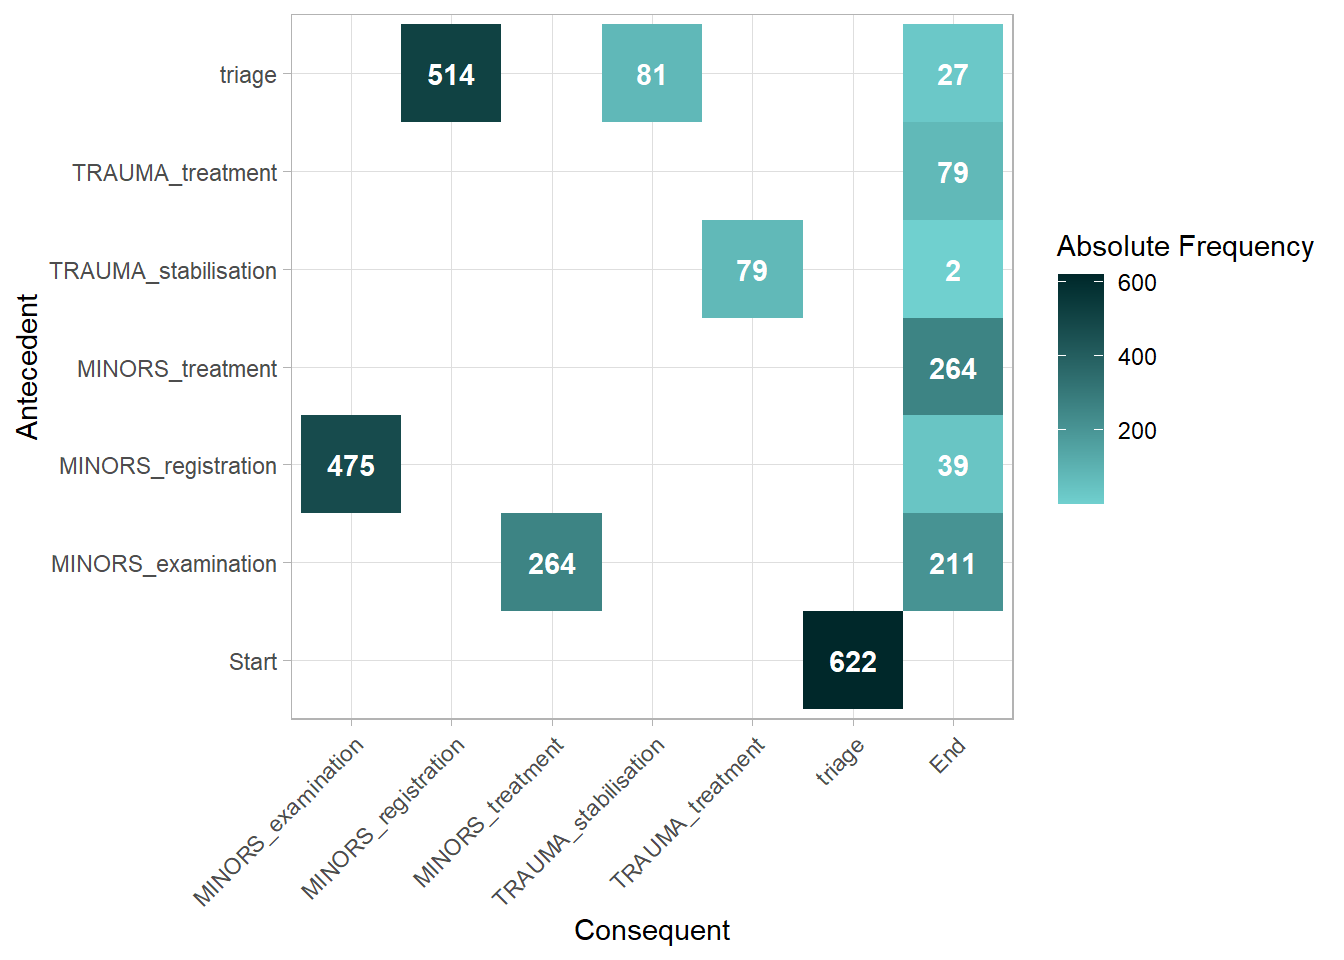 triage
514
81
27
TRAUMA_treatment
79
TRAUMA_stabilisation
79
2
MINORS_treatment
264
MINORS_registration
475
39
MINORS_examination
264
211
Start
622
Antecedent
MINORS_examination
MINORS_registration
MINORS_treatment
TRAUMA_stabilisation
TRAUMA_treatment
triage
End
Consequent
Absolute Frequency
600
400
200